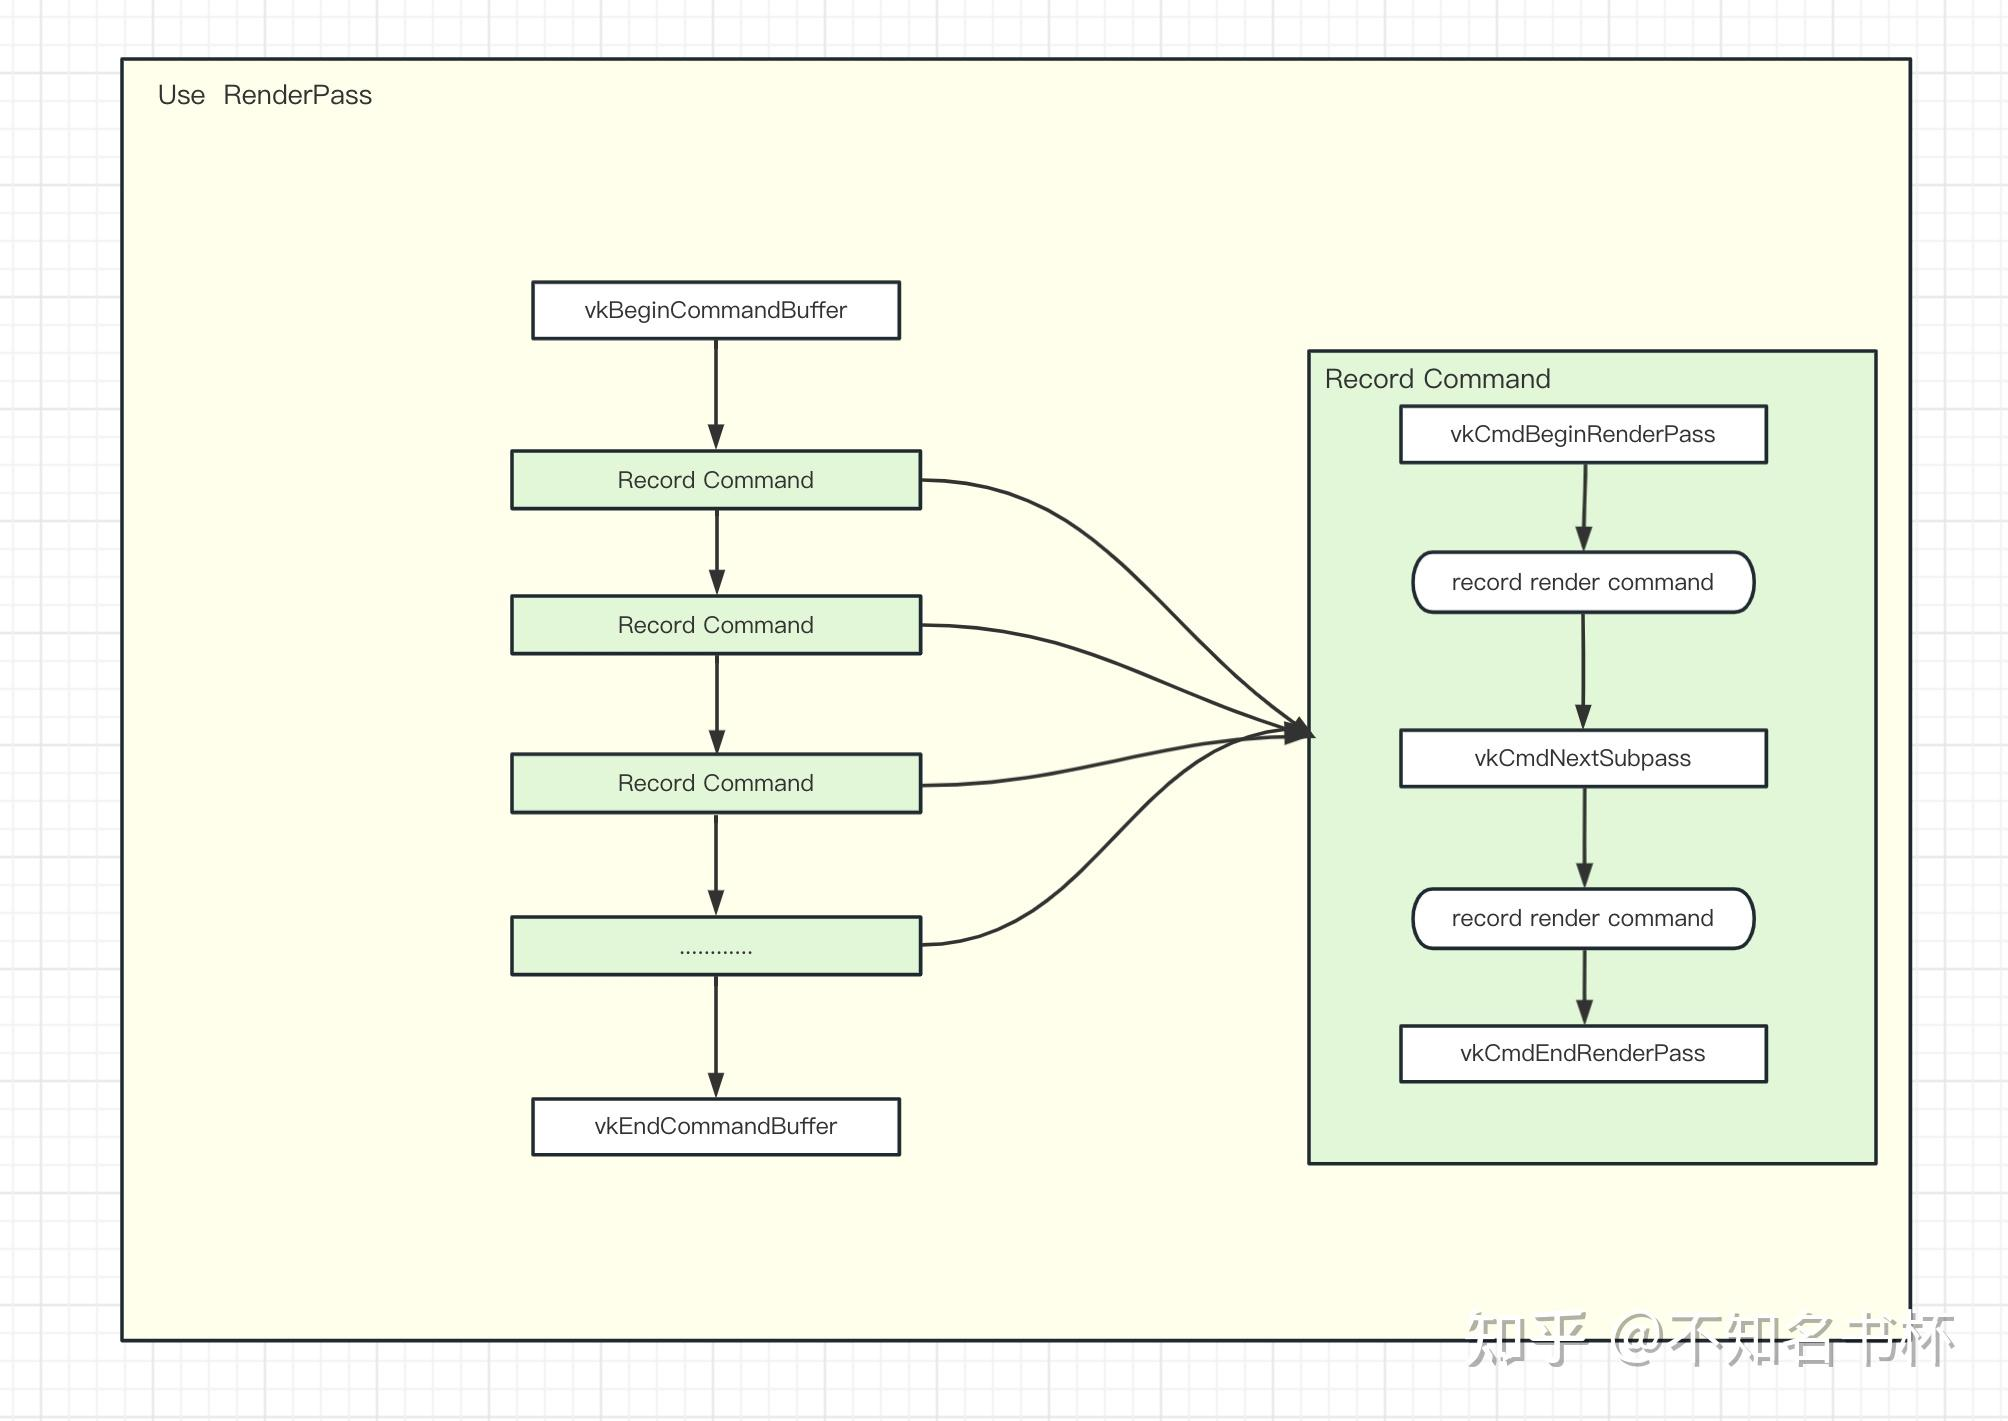 Use RenderPass
vkBeginCommandBuffer
Record Command
Record Command
Record Command
............
vkEndCommandBuffer
Record Command
vkCmdBeginRenderPass
record render command
vkCmdNextSubpass
record render command
vkCmdEndRenderPass
知乎 @不知名书杯